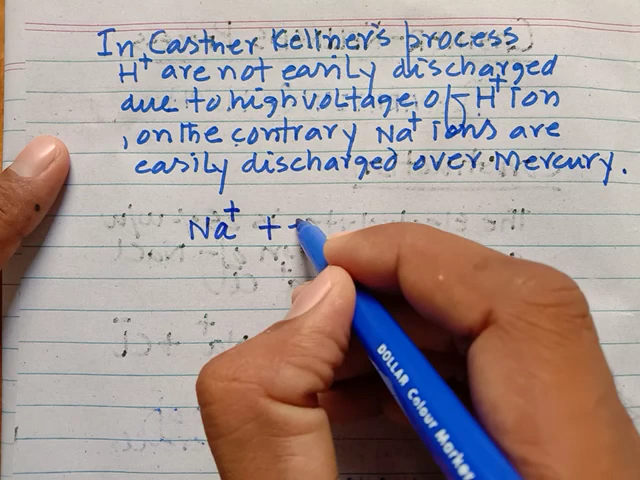 In Castner Kellner's process
H⁺ are not easily discharged
due to high voltage of H⁺ ion
, on the contrary Na⁺ ions are
easily discharged over Mercury.
Na⁺ +
DOLLAR Colour Marker